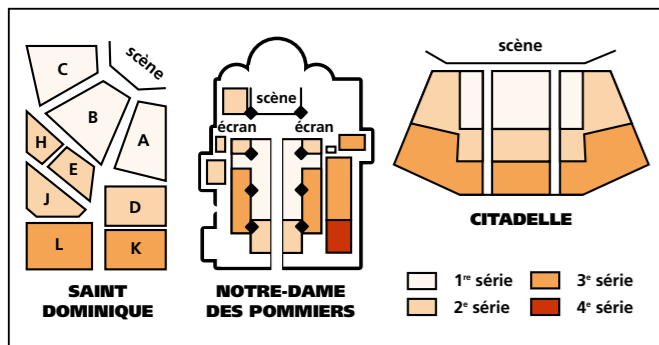 scène
C
B
A
H
E
J
D
L
K
SAINT
DOMINIQUE
scène
écran
écran
NOTRE-DAME
DES POMMIERS
scène
CITADELLE
1re série
2e série
3e série
4e série